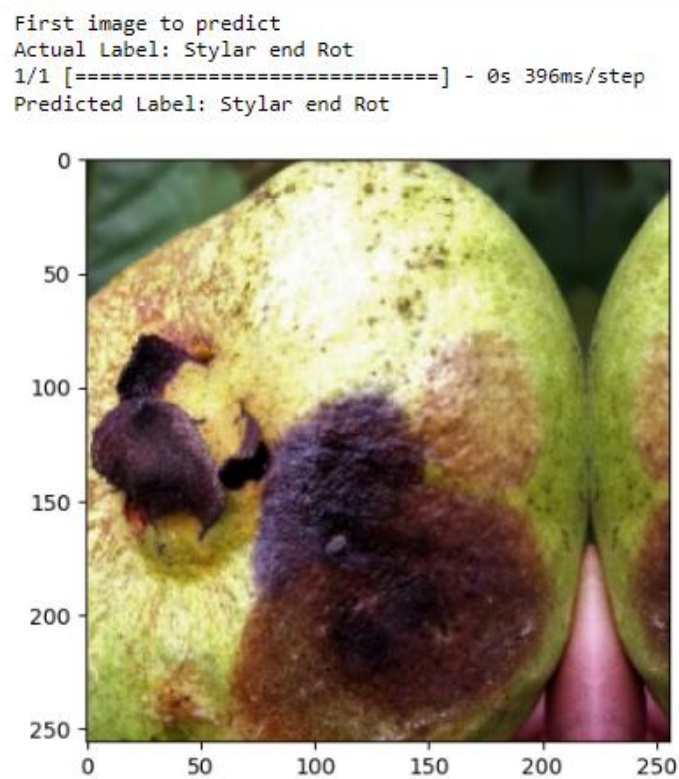 First image to predict
Actual Label: Stylar end Rot
1/1 [==============================] - 0s 396ms/step
Predicted Label: Stylar end Rot
0
50
100
150
200
250
0 50 100 150 200 250